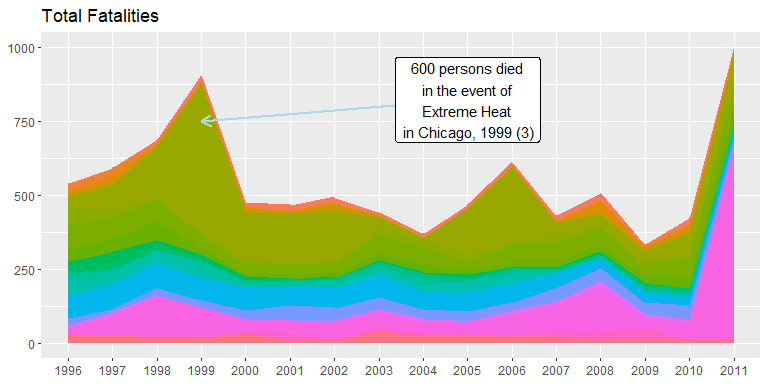 Total Fatalities
1000
750
500
250
0
600 persons died
in the event of
Extreme Heat
in Chicago, 1999 (3)
1996 1997 1998 1999 2000 2001 2002 2003 2004 2005 2006 2007 2008 2009 2010 2011